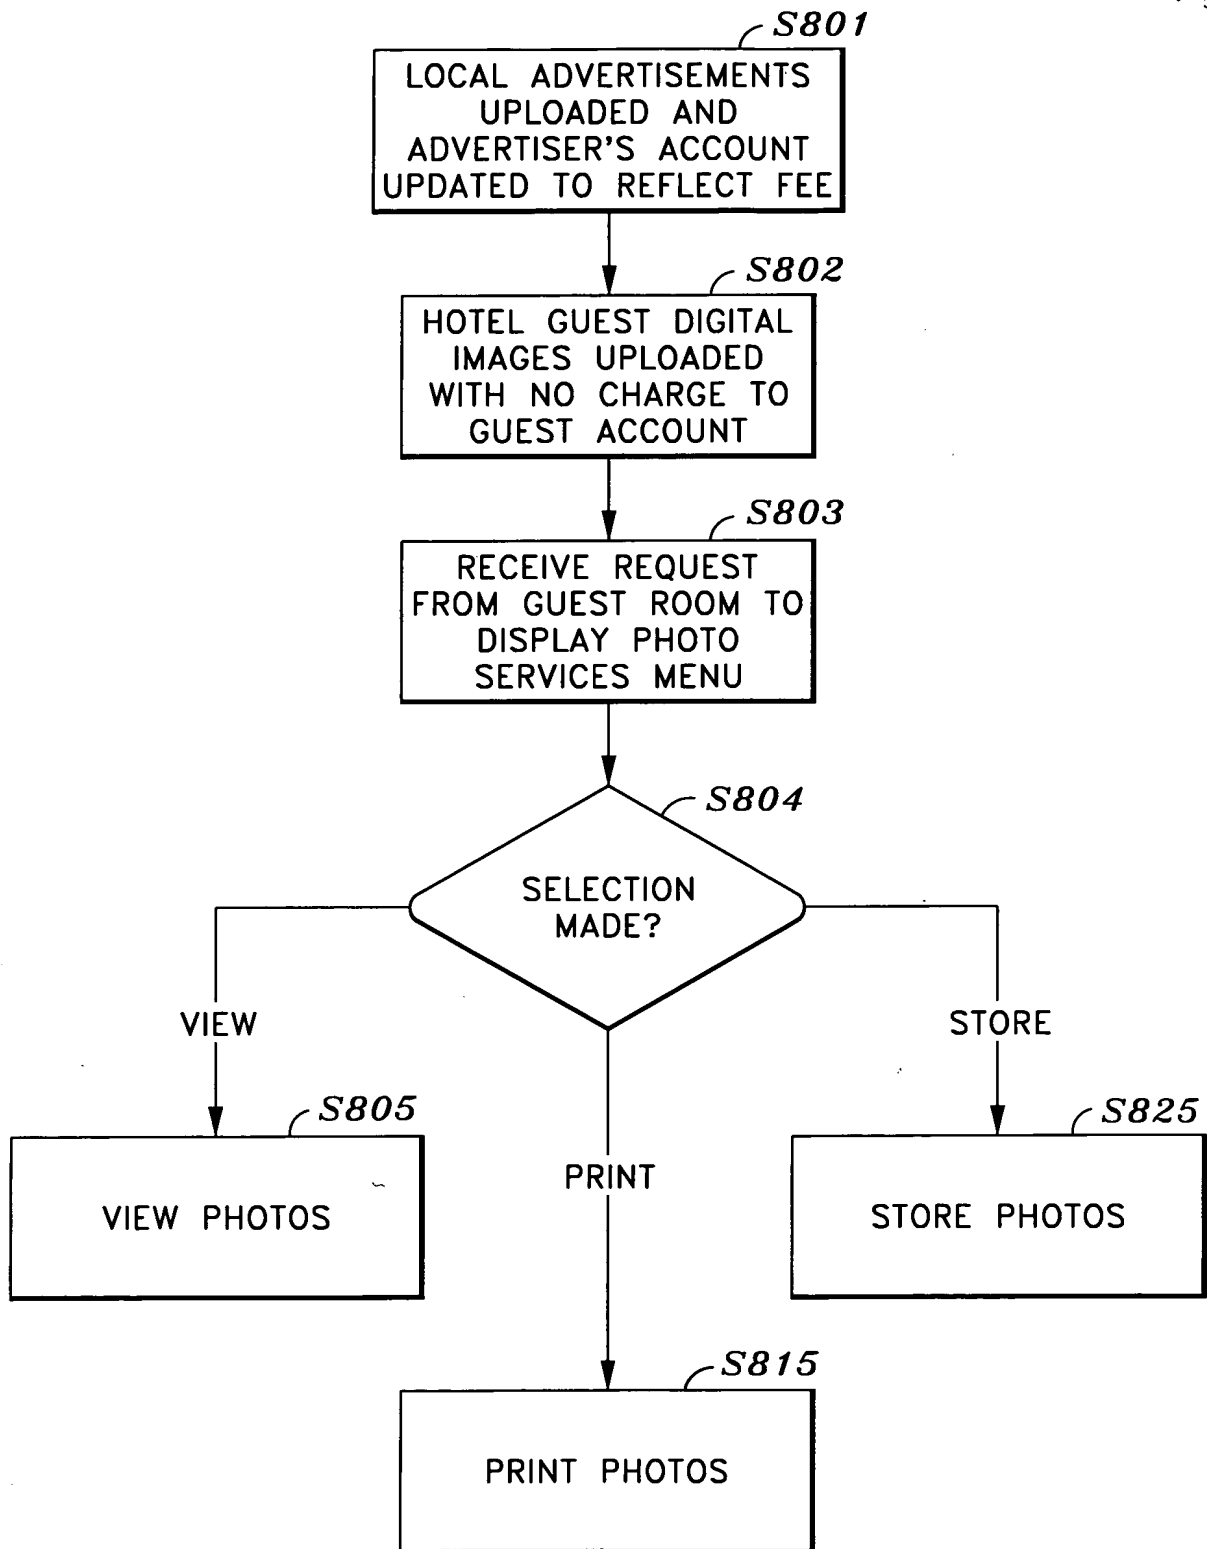 S801
LOCAL ADVERTISEMENTS
UPLOADED AND
ADVERTISER'S ACCOUNT
UPDATED TO REFLECT FEE
S802
HOTEL GUEST DIGITAL
IMAGES UPLOADED
WITH NO CHARGE TO
GUEST ACCOUNT
S803
RECEIVE REQUEST
FROM GUEST ROOM TO
DISPLAY PHOTO
SERVICES MENU
S804
SELECTION
MADE?
VIEW
STORE
S805
VIEW PHOTOS
S825
STORE PHOTOS
PRINT
S815
PRINT PHOTOS